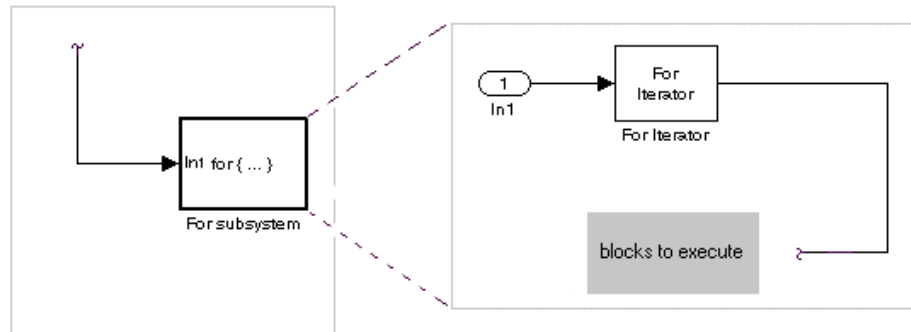 In1 for { ... }
For subsystem
1
In1
For
Iterator
For Iterator
blocks to execute